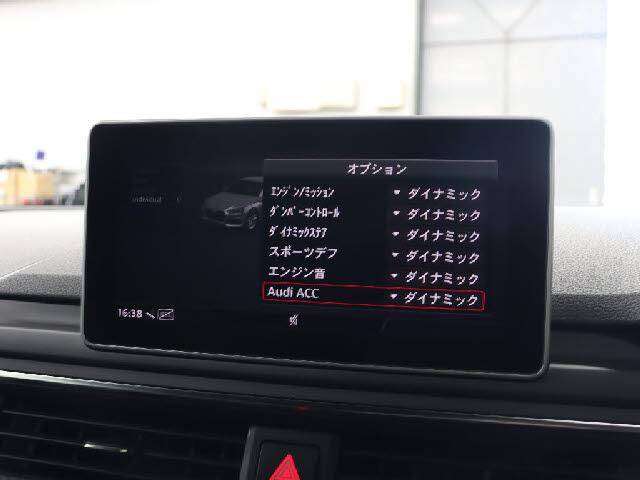 オプション
individual
エンジン/ミッション ダイナミック
ダンパーコントロール ダイナミック
ダイナミックステア ダイナミック
スポーツデフ ダイナミック
エンジン音 ダイナミック
Audi ACC ダイナミック
16:38